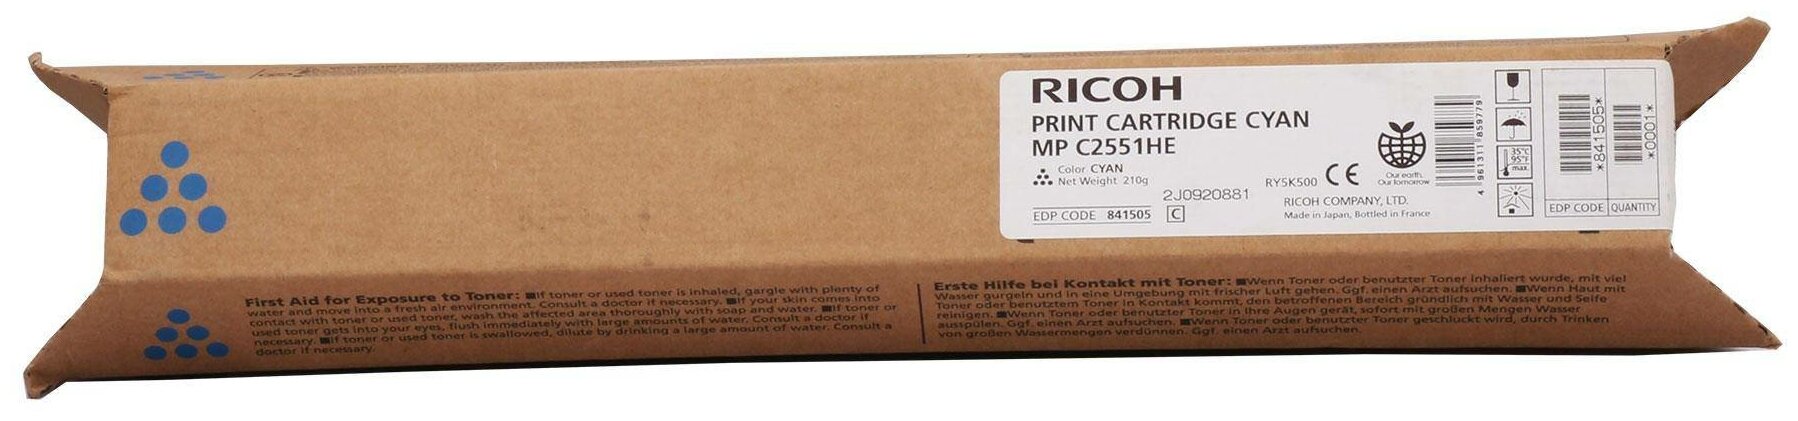 RICOH
PRINT CARTRIDGE CYAN
MP C2551HE
Color CYAN
Net Weight 210g
2J0920881
EDP CODE 841505 C
RY5K500 CE
RICOH COMPANY, LTD.
Made in Japan, Bottled in France
Our earth,
Our tomorrow
4 961311 859779
35°C
95°F
max.
*841505*
EDP CODE
*0001*
QUANTITY
First Aid for Exposure to Toner: ■If toner or used toner is inhaled, gargle with plenty of
water and move into a fresh air environment. Consult a doctor if necessary. ■If your skin comes into
contact with toner or used toner, wash the affected area thoroughly with soap and water. ■If toner or
used toner gets into your eyes, flush immediately with large amounts of water. Consult a doctor if
necessary. ■If toner or used toner is swallowed, dilute by drinking a large amount of water. Consult a
doctor if necessary.
Erste Hilfe bei Kontakt mit Toner: ■Wenn Toner oder benutzter Toner inhaliert wurde, mit viel
Wasser gurgeln und in eine Umgebung mit frischer Luft gehen. Ggf. einen Arzt aufsuchen. ■Wenn Haut mit
Toner oder benutztem Toner in Kontakt kommt, den betroffenen Bereich gründlich mit Wasser und Seife
reinigen. ■Wenn Toner oder benutzter Toner in Ihre Augen gerät, sofort mit großen Mengen Wasser
ausspülen. Ggf. einen Arzt aufsuchen. ■Wenn Toner oder benutzter Toner geschluckt wird, durch Trinken
von großen Wassermengen verdünnen. Ggf. einen Arzt aufsuchen.